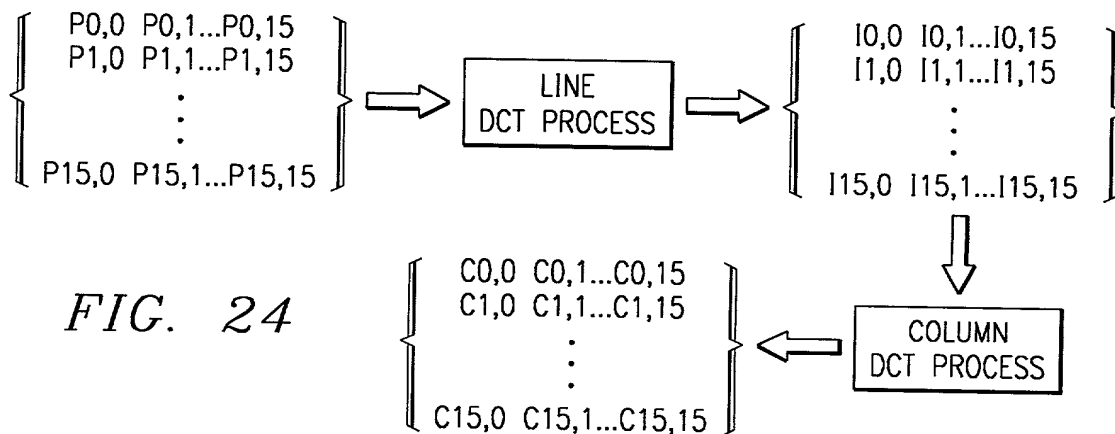 P0,0 P0,1...P0,15
P1,0 P1,1...P1,15
.
.
.
P15,0 P15,1...P15,15
LINE
DCT PROCESS
I0,0 I0,1...I0,15
I1,0 I1,1...I1,15
.
.
.
I15,0 I15,1...I15,15
COLUMN
DCT PROCESS
C0,0 C0,1...C0,15
C1,0 C1,1...C1,15
.
.
.
C15,0 C15,1...C15,15
FIG. 24